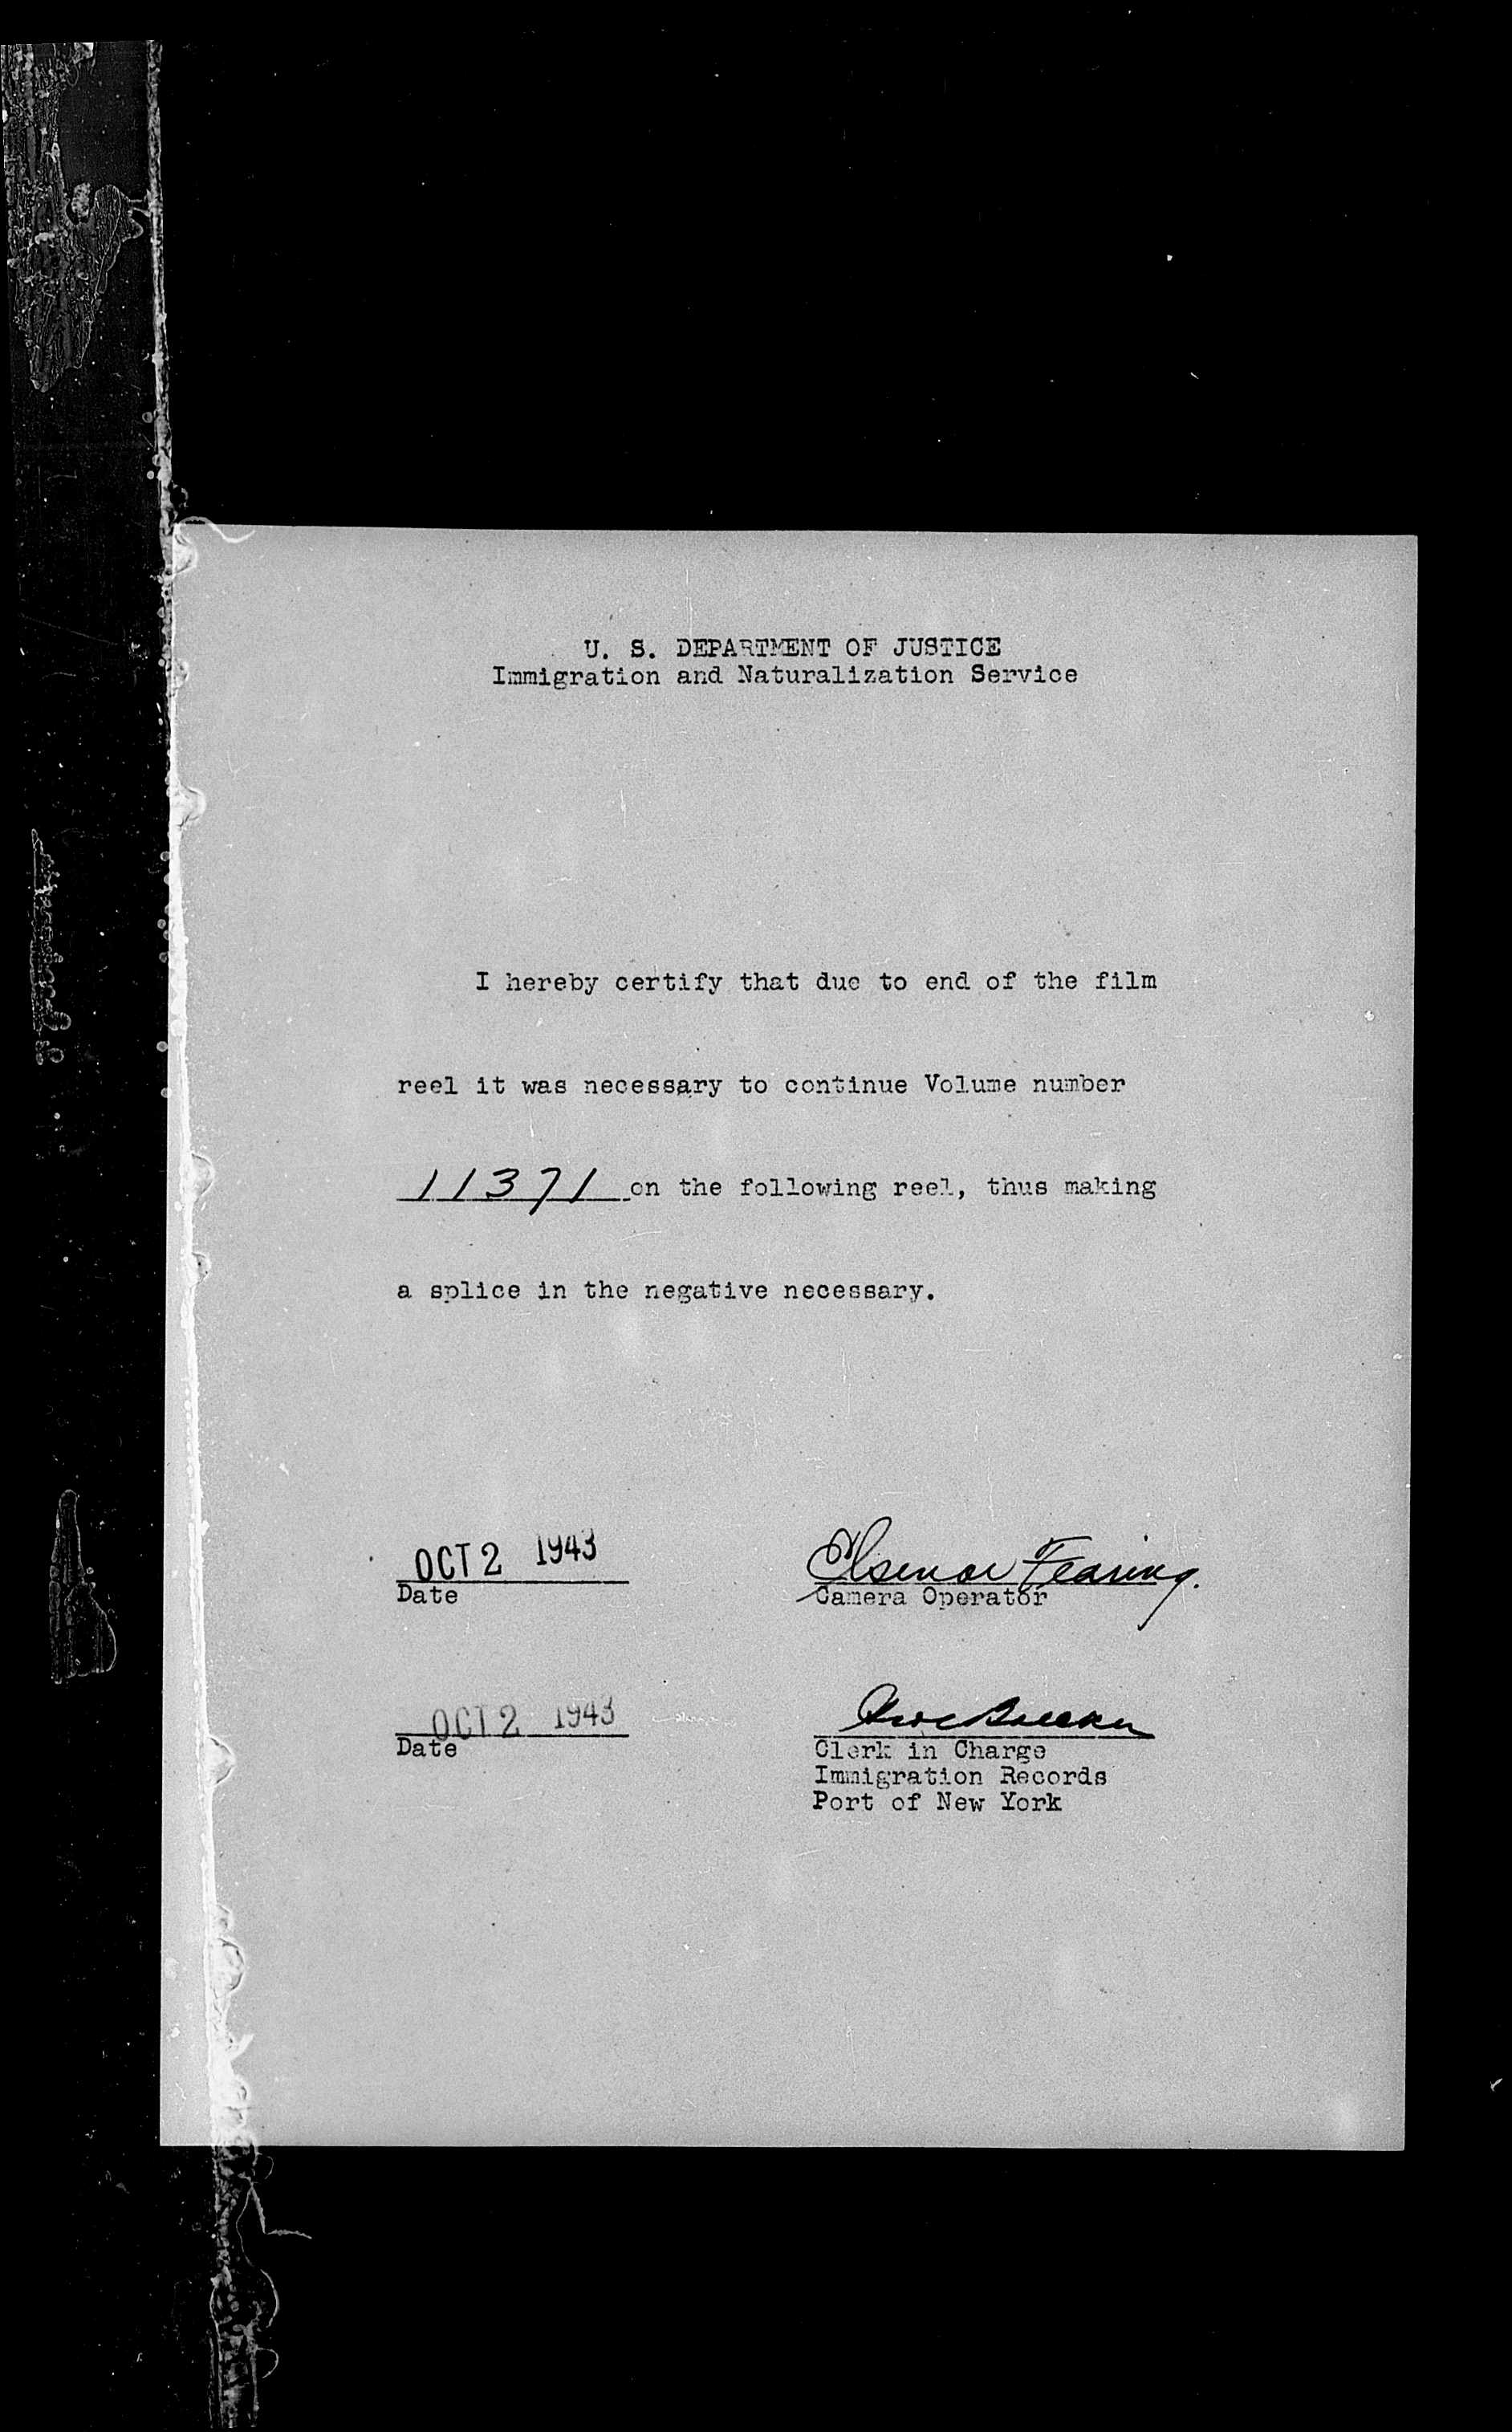 U. S. DEPARTMENT OF JUSTICE
Immigration and Naturalization Service
I hereby certify that due to end of the film
reel it was necessary to continue Volume number
11371 on the following reel, thus making
a splice in the negative necessary.
OCT 2 1943
Date
Fearing.
Camera Operator
OCT 2 1943
Date
Clerk in Charge
Immigration Records
Port of New York